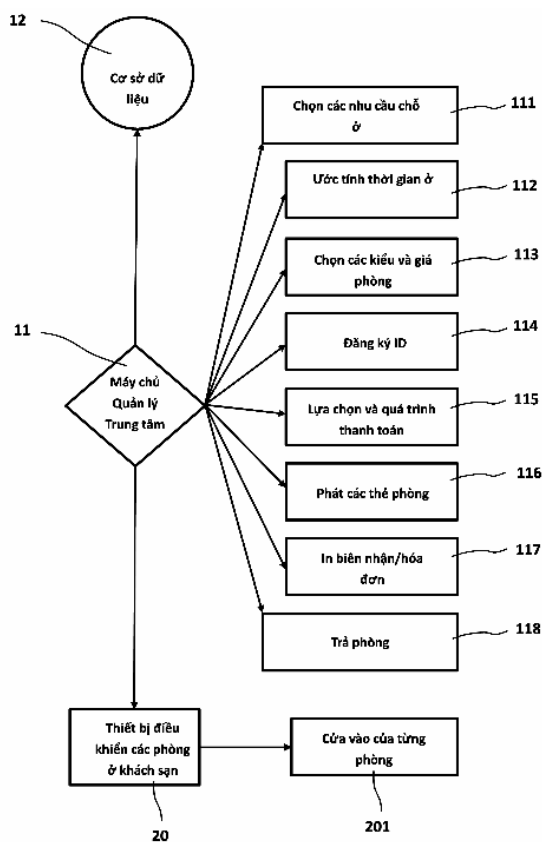 12
Cơ sở dữ
liệu
Chọn các nhu cầu chỗ
ở
111
Ước tính thời gian ở
112
Chọn các kiểu và giá
phòng
113
11
Máy chủ
Quản lý
Trung tâm
Đăng ký ID
114
Lựa chọn và quá trình
thanh toán
115
Phát các thẻ phòng
116
In biên nhận/hóa
đơn
117
Trả phòng
118
Thiết bị điều
khiển các phòng
ở khách sạn
20
Cửa vào của từng
phòng
201